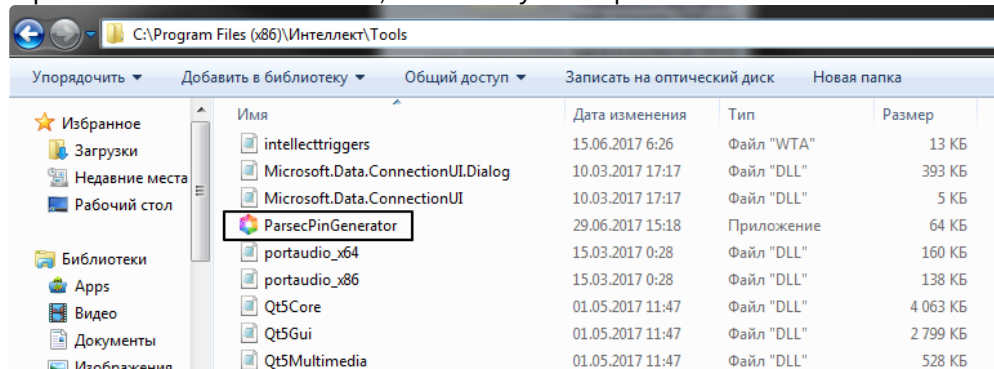 C:\Program Files (x86)\Интеллект\Tools
Упорядочить Добавить в библиотеку Общий доступ Записать на оптический диск Новая папка
Избранное
Загрузки
Недавние места
Рабочий стол
Библиотеки
Apps
Видео
Документы
Изображения
Имя Дата изменения Тип Размер
intellecttriggers 15.06.2017 6:26 Файл "WTA" 13 КБ
Microsoft.Data.ConnectionUI.Dialog 10.03.2017 17:17 Файл "DLL" 393 КБ
Microsoft.Data.ConnectionUI 10.03.2017 17:17 Файл "DLL" 5 КБ
ParsecPinGenerator 29.06.2017 15:18 Приложение 64 КБ
portaudio_x64 15.03.2017 0:28 Файл "DLL" 160 КБ
portaudio_x86 15.03.2017 0:28 Файл "DLL" 138 КБ
Qt5Core 01.05.2017 11:47 Файл "DLL" 4 063 КБ
Qt5Gui 01.05.2017 11:47 Файл "DLL" 2 799 КБ
Qt5Multimedia 01.05.2017 11:47 Файл "DLL" 528 КБ